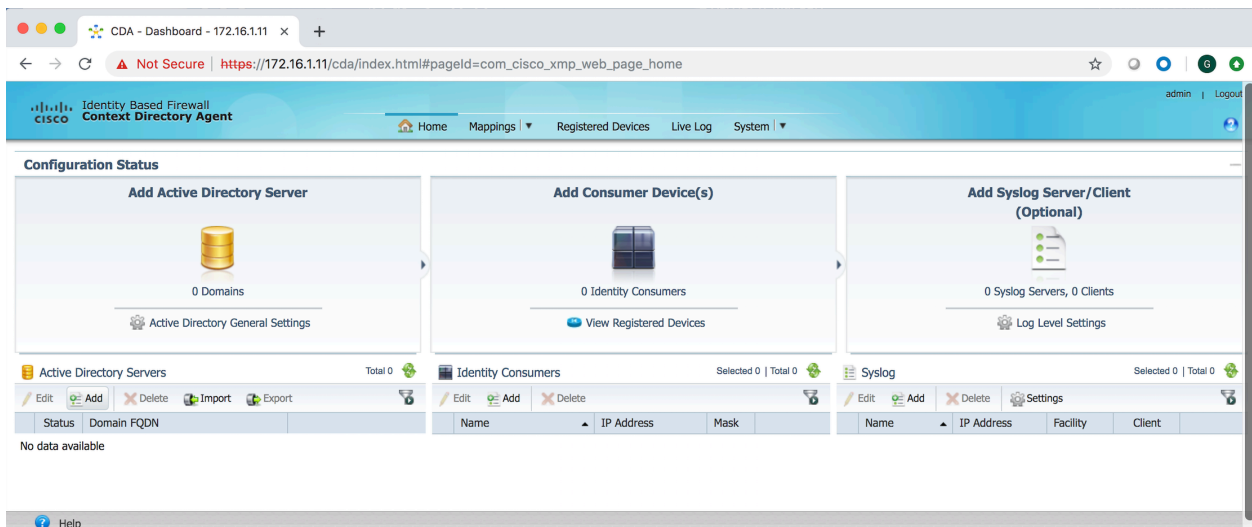 CDA - Dashboard - 172.16.1.11
Not Secure | https://172.16.1.11/cda/index.html#pageId=com_cisco_xmp_web_page_home
G
admin | Logout
CISCO
Identity Based Firewall
Context Directory Agent
Home Mappings Registered Devices Live Log System
Configuration Status
Add Active Directory Server
0 Domains
Active Directory General Settings
Add Consumer Device(s)
0 Identity Consumers
View Registered Devices
Add Syslog Server/Client
(Optional)
0 Syslog Servers, 0 Clients
Log Level Settings
Active Directory Servers Total 0
Edit Add Delete Import Export
Status Domain FQDN
No data available
Identity Consumers Selected 0 | Total 0
Edit Add Delete
Name IP Address Mask
Syslog Selected 0 | Total 0
Edit Add Delete Settings
Name IP Address Facility Client
Help